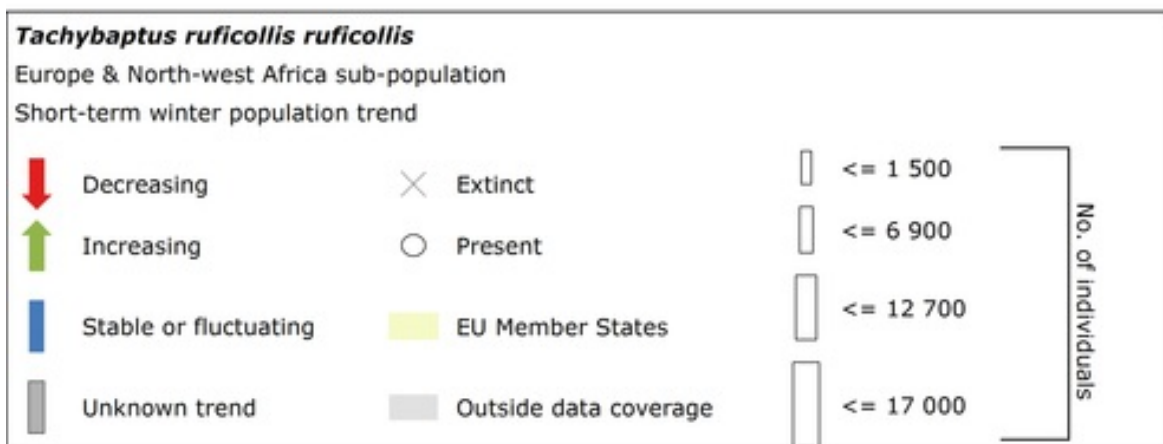 Tachybaptus ruficollis ruficollis
Europe & North-west Africa sub-population
Short-term winter population trend
Decreasing
Increasing
Stable or fluctuating
Unknown trend
Extinct
Present
EU Member States
Outside data coverage
<= 1 500
<= 6 900
<= 12 700
<= 17 000
No. of individuals